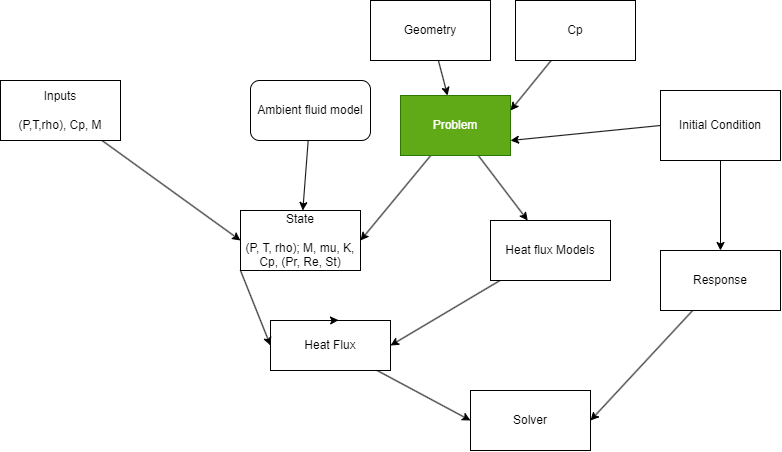 Geometry
Cp
Inputs
(P,T,rho), Cp, M
Ambient fluid model
Problem
Initial Condition
State
(P, T, rho); M, mu, K,
Cp, (Pr, Re, St)
Heat flux Models
Response
Heat Flux
Solver